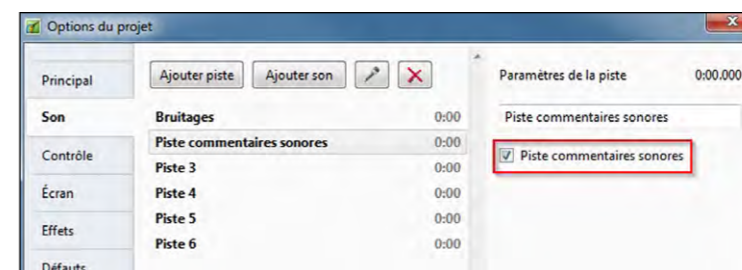 Options du projet
Principal
Son
Contrôle
Écran
Effets
Défauts
Ajouter piste Ajouter son
Bruitages 0:00
Piste commentaires sonores 0:00
Piste 3 0:00
Piste 4 0:00
Piste 5 0:00
Piste 6 0:00
Paramètres de la piste 0:00.000
Piste commentaires sonores
Piste commentaires sonores